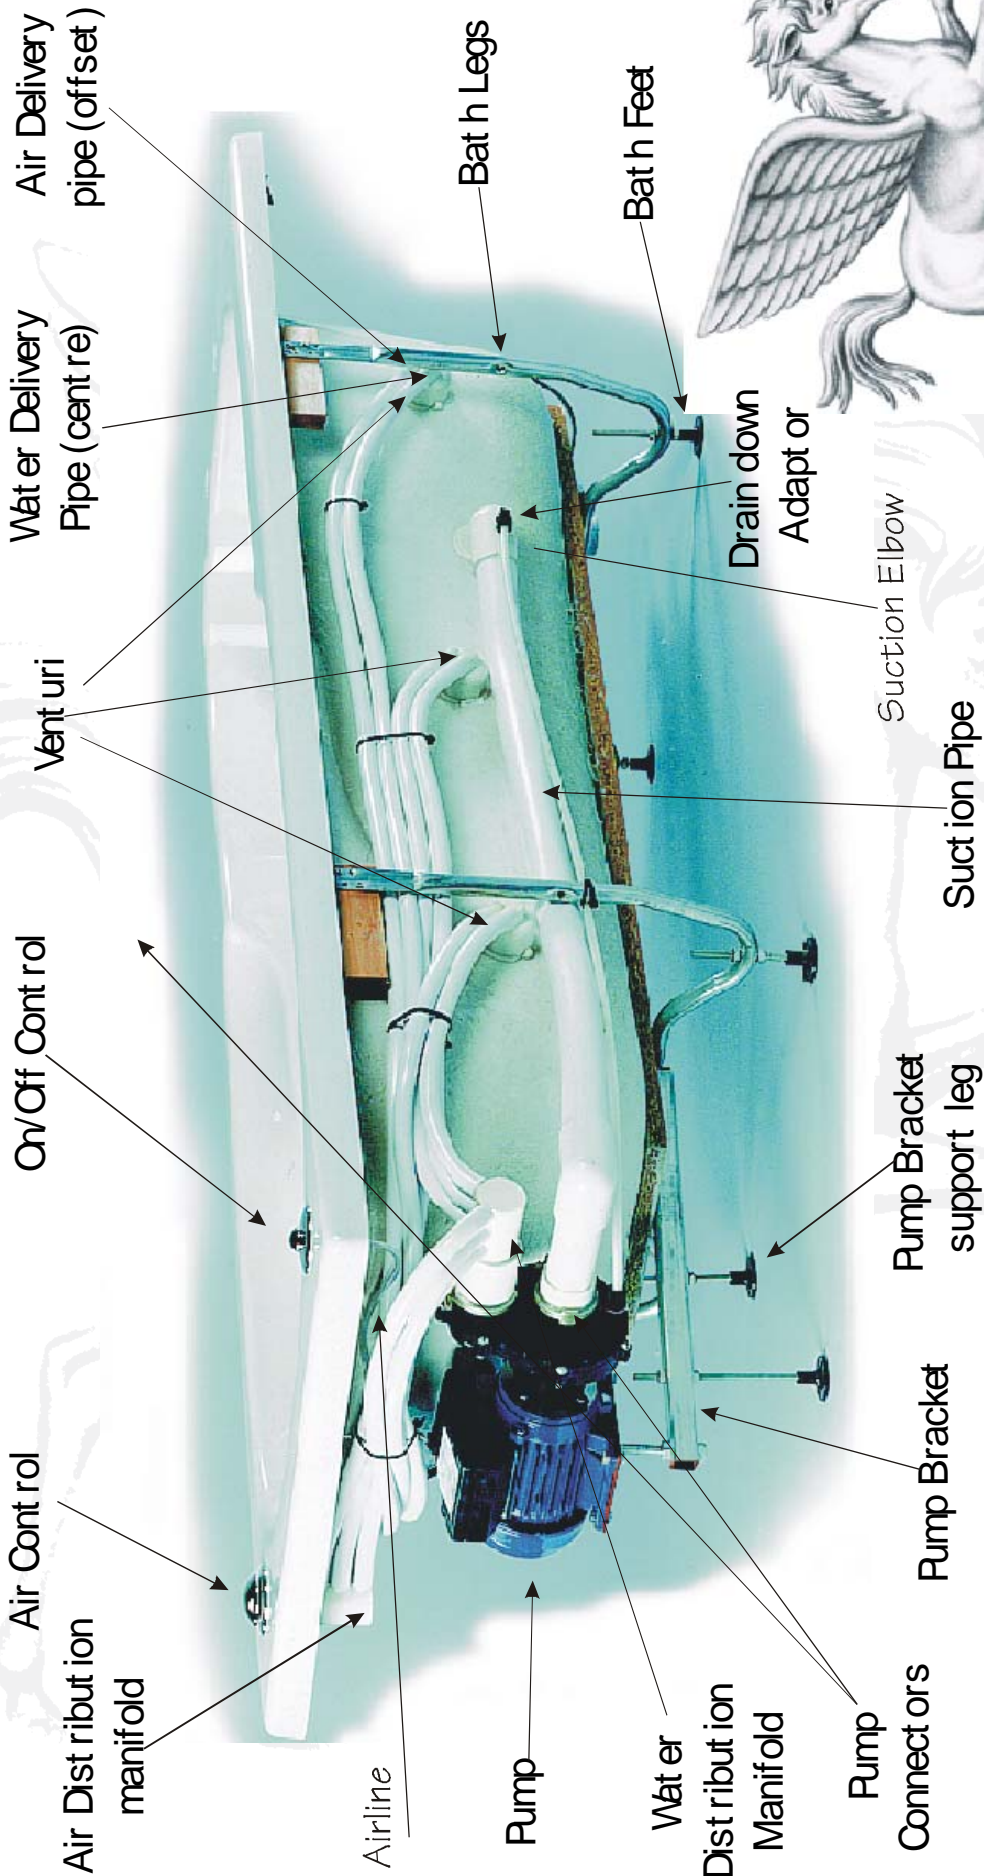 Air Distribution
manifold
Air Control
On/Off Control
Venturi
Water Delivery
Pipe (centre)
Air Delivery
pipe (offset)
Bath Legs
Bath Feet
Drain down
Adaptor
Suction Elbow
Suction Pipe
Pump Bracket
support leg
Pump Bracket
Pump
Connectors
Water
Distribution
Manifold
Pump
Airline